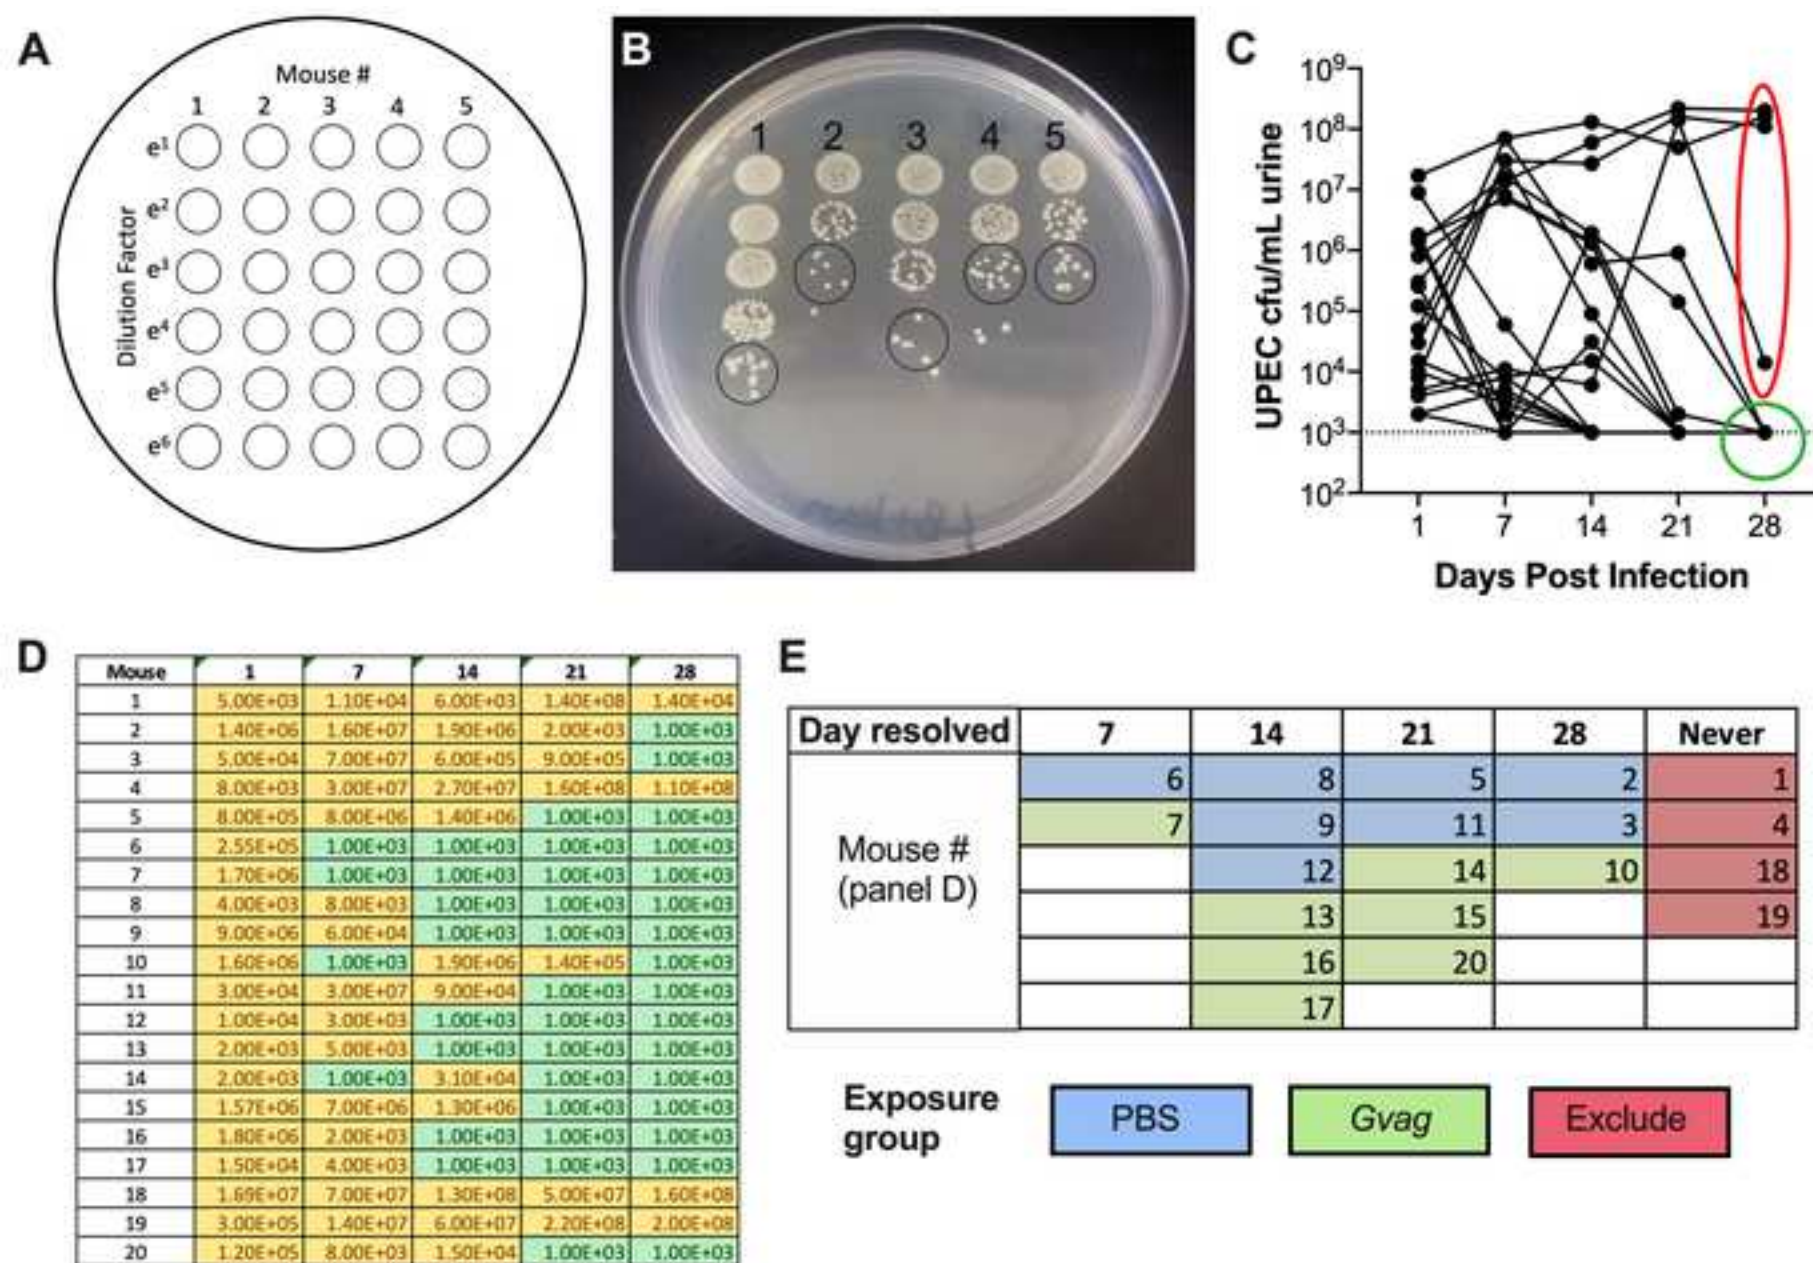 A
Mouse #
1 2 3 4 5
Dilution Factor
e1
e2
e3
e4
e5
e6
B
1 2 3 4 5
C
UPEC cfu/mL urine
109
108
107
106
105
104
103
102
1 7 14 21 28
Days Post Infection
D
Mouse 1 7 14 21 28
1 5.00E+03 1.10E+04 6.00E+03 1.40E+08 1.40E+04
2 1.40E+06 1.60E+07 1.90E+06 2.00E+03 1.00E+03
3 5.00E+04 7.00E+07 6.00E+05 9.00E+05 1.00E+03
4 8.00E+03 3.00E+07 2.70E+07 1.60E+08 1.10E+08
5 8.00E+05 8.00E+06 1.40E+06 1.00E+03 1.00E+03
6 2.55E+05 1.00E+03 1.00E+03 1.00E+03 1.00E+03
7 1.70E+06 1.00E+03 1.00E+03 1.00E+03 1.00E+03
8 4.00E+03 8.00E+03 1.00E+03 1.00E+03 1.00E+03
9 9.00E+06 6.00E+04 1.00E+03 1.00E+03 1.00E+03
10 1.60E+06 1.00E+03 1.90E+06 1.40E+05 1.00E+03
11 3.00E+04 3.00E+07 9.00E+04 1.00E+03 1.00E+03
12 1.00E+04 3.00E+03 1.00E+03 1.00E+03 1.00E+03
13 2.00E+03 5.00E+03 1.00E+03 1.00E+03 1.00E+03
14 2.00E+03 1.00E+03 3.10E+04 1.00E+03 1.00E+03
15 1.57E+06 7.00E+06 1.30E+06 1.00E+03 1.00E+03
16 1.80E+06 2.00E+03 1.00E+03 1.00E+03 1.00E+03
17 1.50E+04 4.00E+03 1.00E+03 1.00E+03 1.00E+03
18 1.69E+07 7.00E+07 1.30E+08 5.00E+07 1.60E+08
19 3.00E+05 1.40E+07 6.00E+07 2.20E+08 2.00E+08
20 1.20E+05 8.00E+03 1.50E+04 1.00E+03 1.00E+03
E
Day resolved 7 14 21 28 Never
Mouse #
(panel D)
6 8 5 2 1
7 9 11 3 4
12 14 10 18
13 15 19
16 20
17
Exposure
group
PBS Gvag Exclude